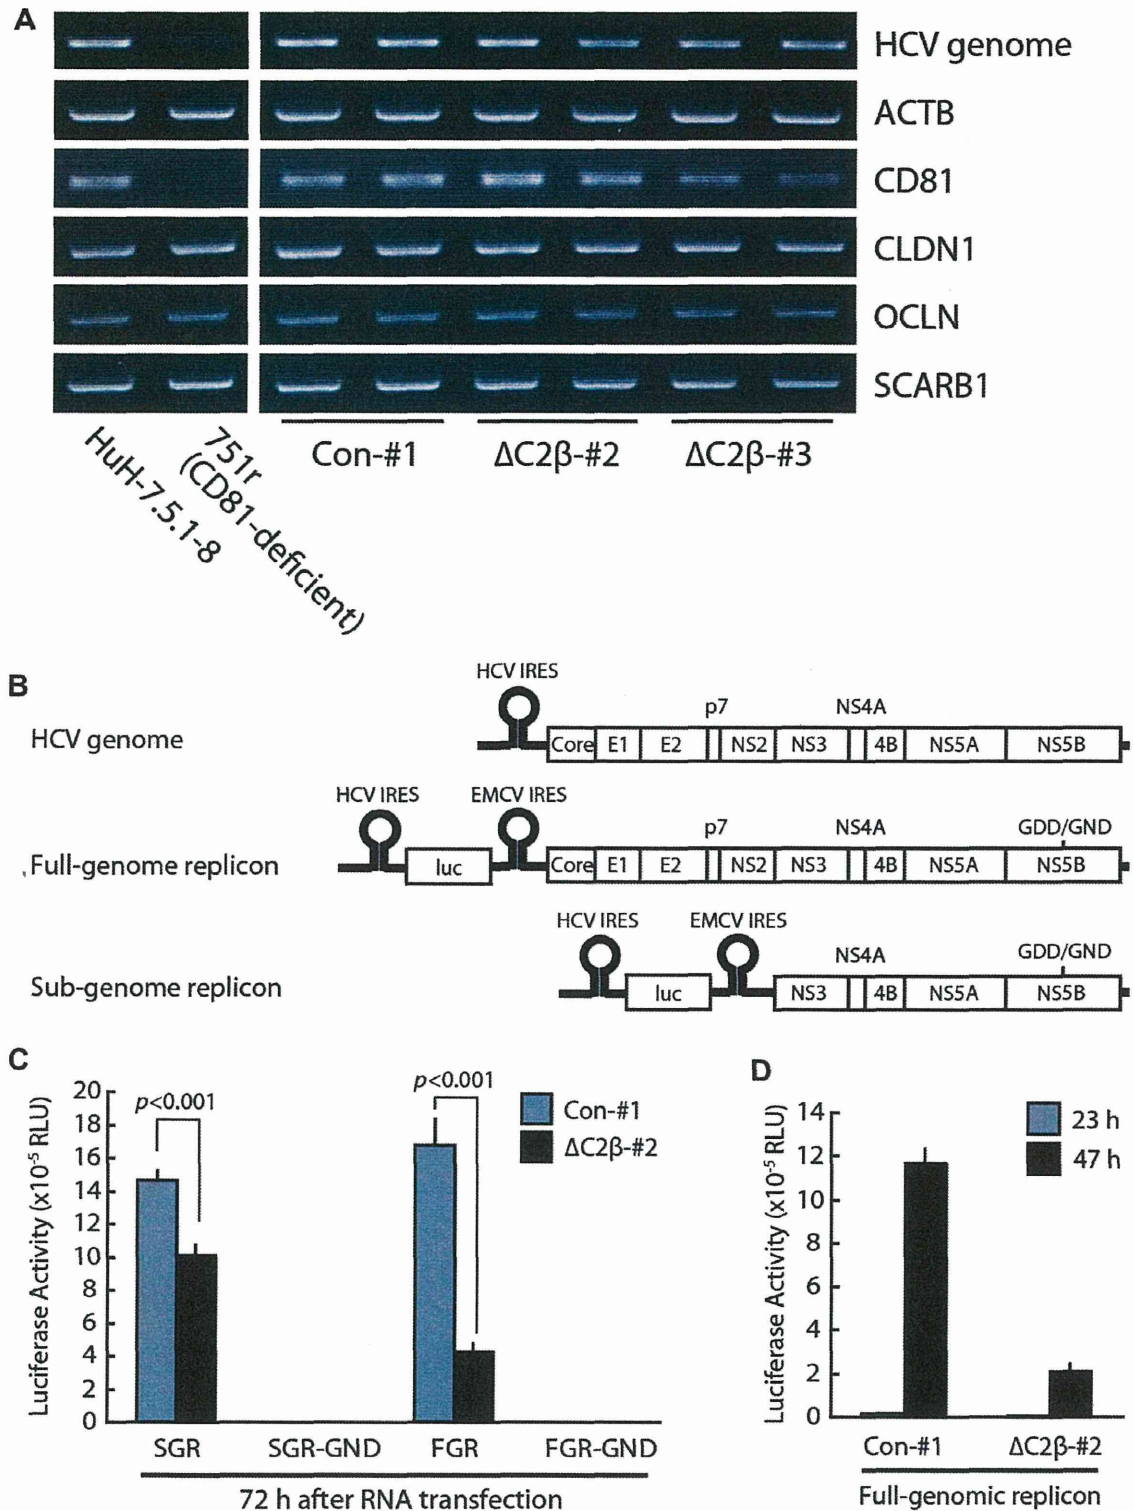 A
HCV genome
ACTB
CD81
CLDN1
OCLN
SCARB1
HuH-7.5.1-8
751r
(CD81-deficient)
Con-#1
ΔC2β-#2
ΔC2β-#3
B
HCV genome
HCV IRES
p7
NS4A
Core E1 E2 NS2 NS3 4B NS5A NS5B
Full-genome replicon
HCV IRES
EMCV IRES
p7
NS4A
GDD/GND
luc
Core E1 E2 NS2 NS3 4B NS5A NS5B
Sub-genome replicon
HCV IRES
EMCV IRES
NS4A
GDD/GND
luc
NS3 4B NS5A NS5B
C
Luciferase Activity (x10⁻⁵ RLU)
20
18
16
14
12
10
8
6
4
2
0
p<0.001
p<0.001
Con-#1
ΔC2β-#2
SGR
SGR-GND
FGR
FGR-GND
72 h after RNA transfection
D
Luciferase Activity (x10⁻⁵ RLU)
14
12
10
8
6
4
2
0
23 h
47 h
Con-#1
ΔC2β-#2
Full-genomic replicon